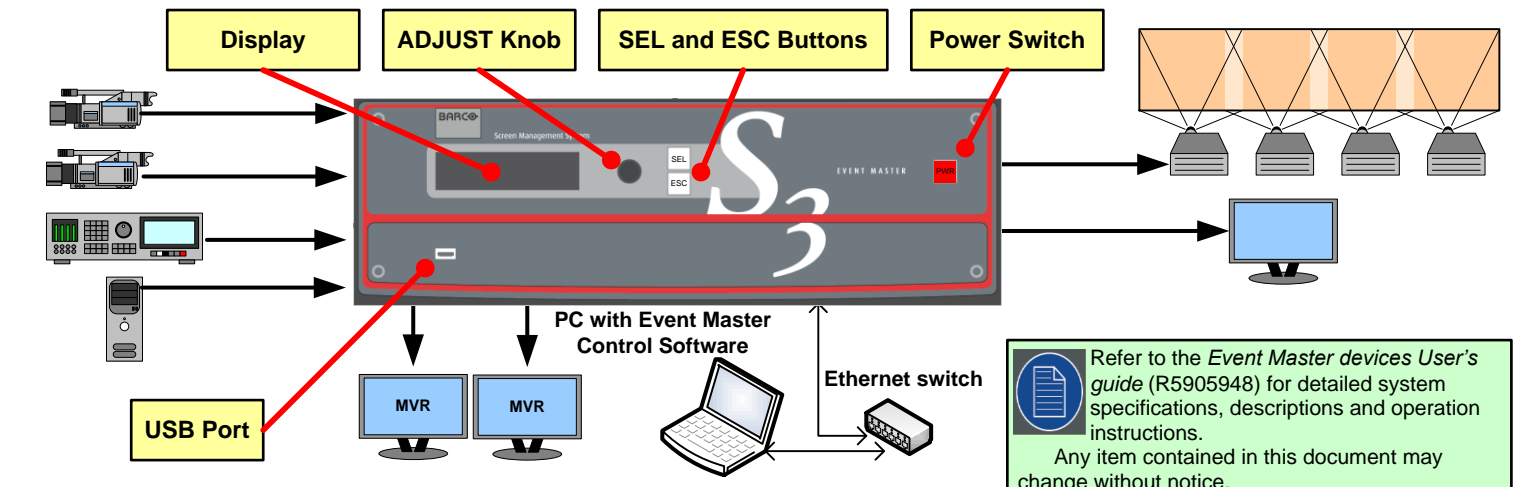 Display
ADJUST Knob
SEL and ESC Buttons
Power Switch
BARCO
Screen Management System
SEL
ESC
S3
EVENT MASTER
PWR
USB Port
MVR
MVR
PC with Event Master
Control Software
Ethernet switch
Refer to the Event Master devices User's
guide (R5905948) for detailed system
specifications, descriptions and operation
instructions.
Any item contained in this document may
change without notice.